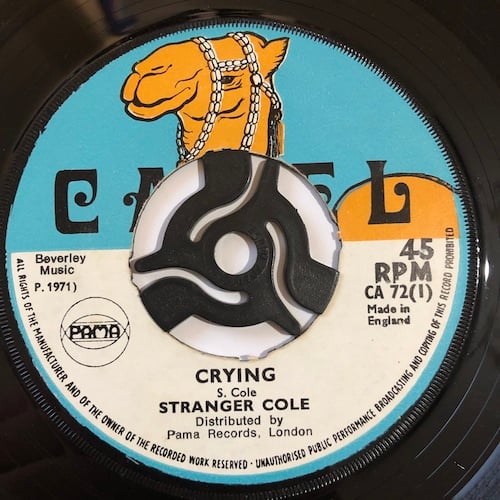 CAMEL
Beverley
Music
P. 1971)
PAMA
45
RPM
CA 72(1)
Made in
England
CRYING
S. Cole
STRANGER COLE
Distributed by
Pama Records, London
ALL RIGHTS OF THE MANUFACTURER AND OF THE OWNER OF THE RECORDED WORK RESERVED · UNAUTHORISED PUBLIC PERFORMANCE BROADCASTING AND COPYING OF THIS RECORD PROHIBITED